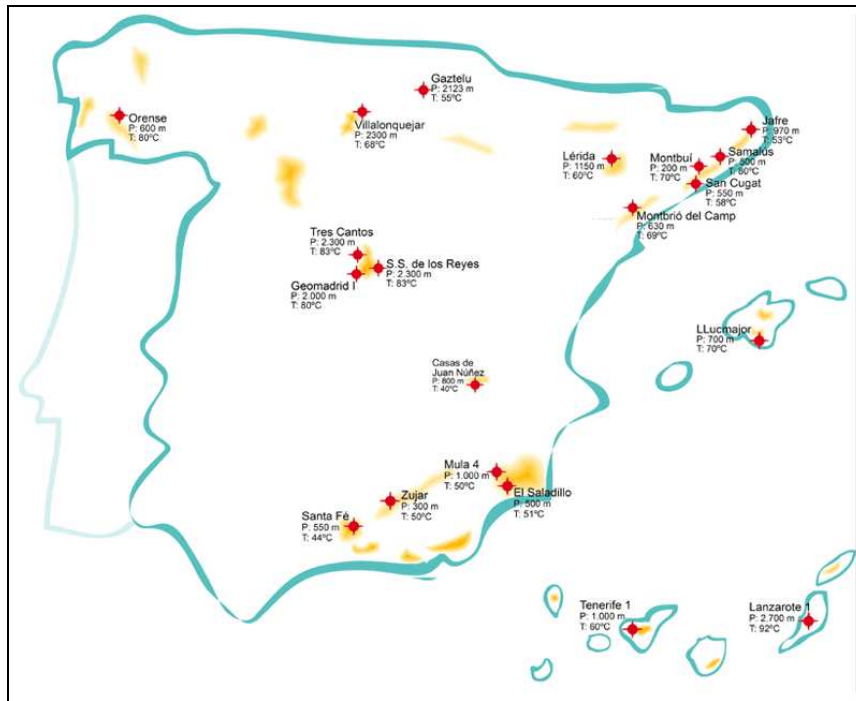 Gaztelu
P: 2123 m
T: 55ºC
Orense
P: 600 m
T: 80ºC
Villalonquejar
P: 2300 m
T: 68ºC
Jafre
P: 970 m
T: 53ºC
Lérida
P: 1150 m
T: 60ºC
Montbuí
P: 200 m
T: 70ºC
Samalús
P: 800 m
T: 80ºC
San Cugat
P: 550 m
T: 58ºC
Montbrió del Camp
P: 630 m
T: 69ºC
Tres Cantos
P: 2.300 m
T: 83ºC
S.S. de los Reyes
P: 2.300 m
T: 83ºC
Geomadrid I
P: 2.000 m
T: 80ºC
LLucmajor
P: 700 m
T: 70ºC
Casas de
Juan Núñez
P: 800 m
T: 40ºC
Mula 4
P: 1.000 m
T: 50ºC
El Saladillo
P: 500 m
T: 51ºC
Zujar
P: 300 m
T: 50ºC
Santa Fé
P: 550 m
T: 44ºC
Tenerife 1
P: 1.000 m
T: 60ºC
Lanzarote 1
P: 2.700 m
T: 92ºC